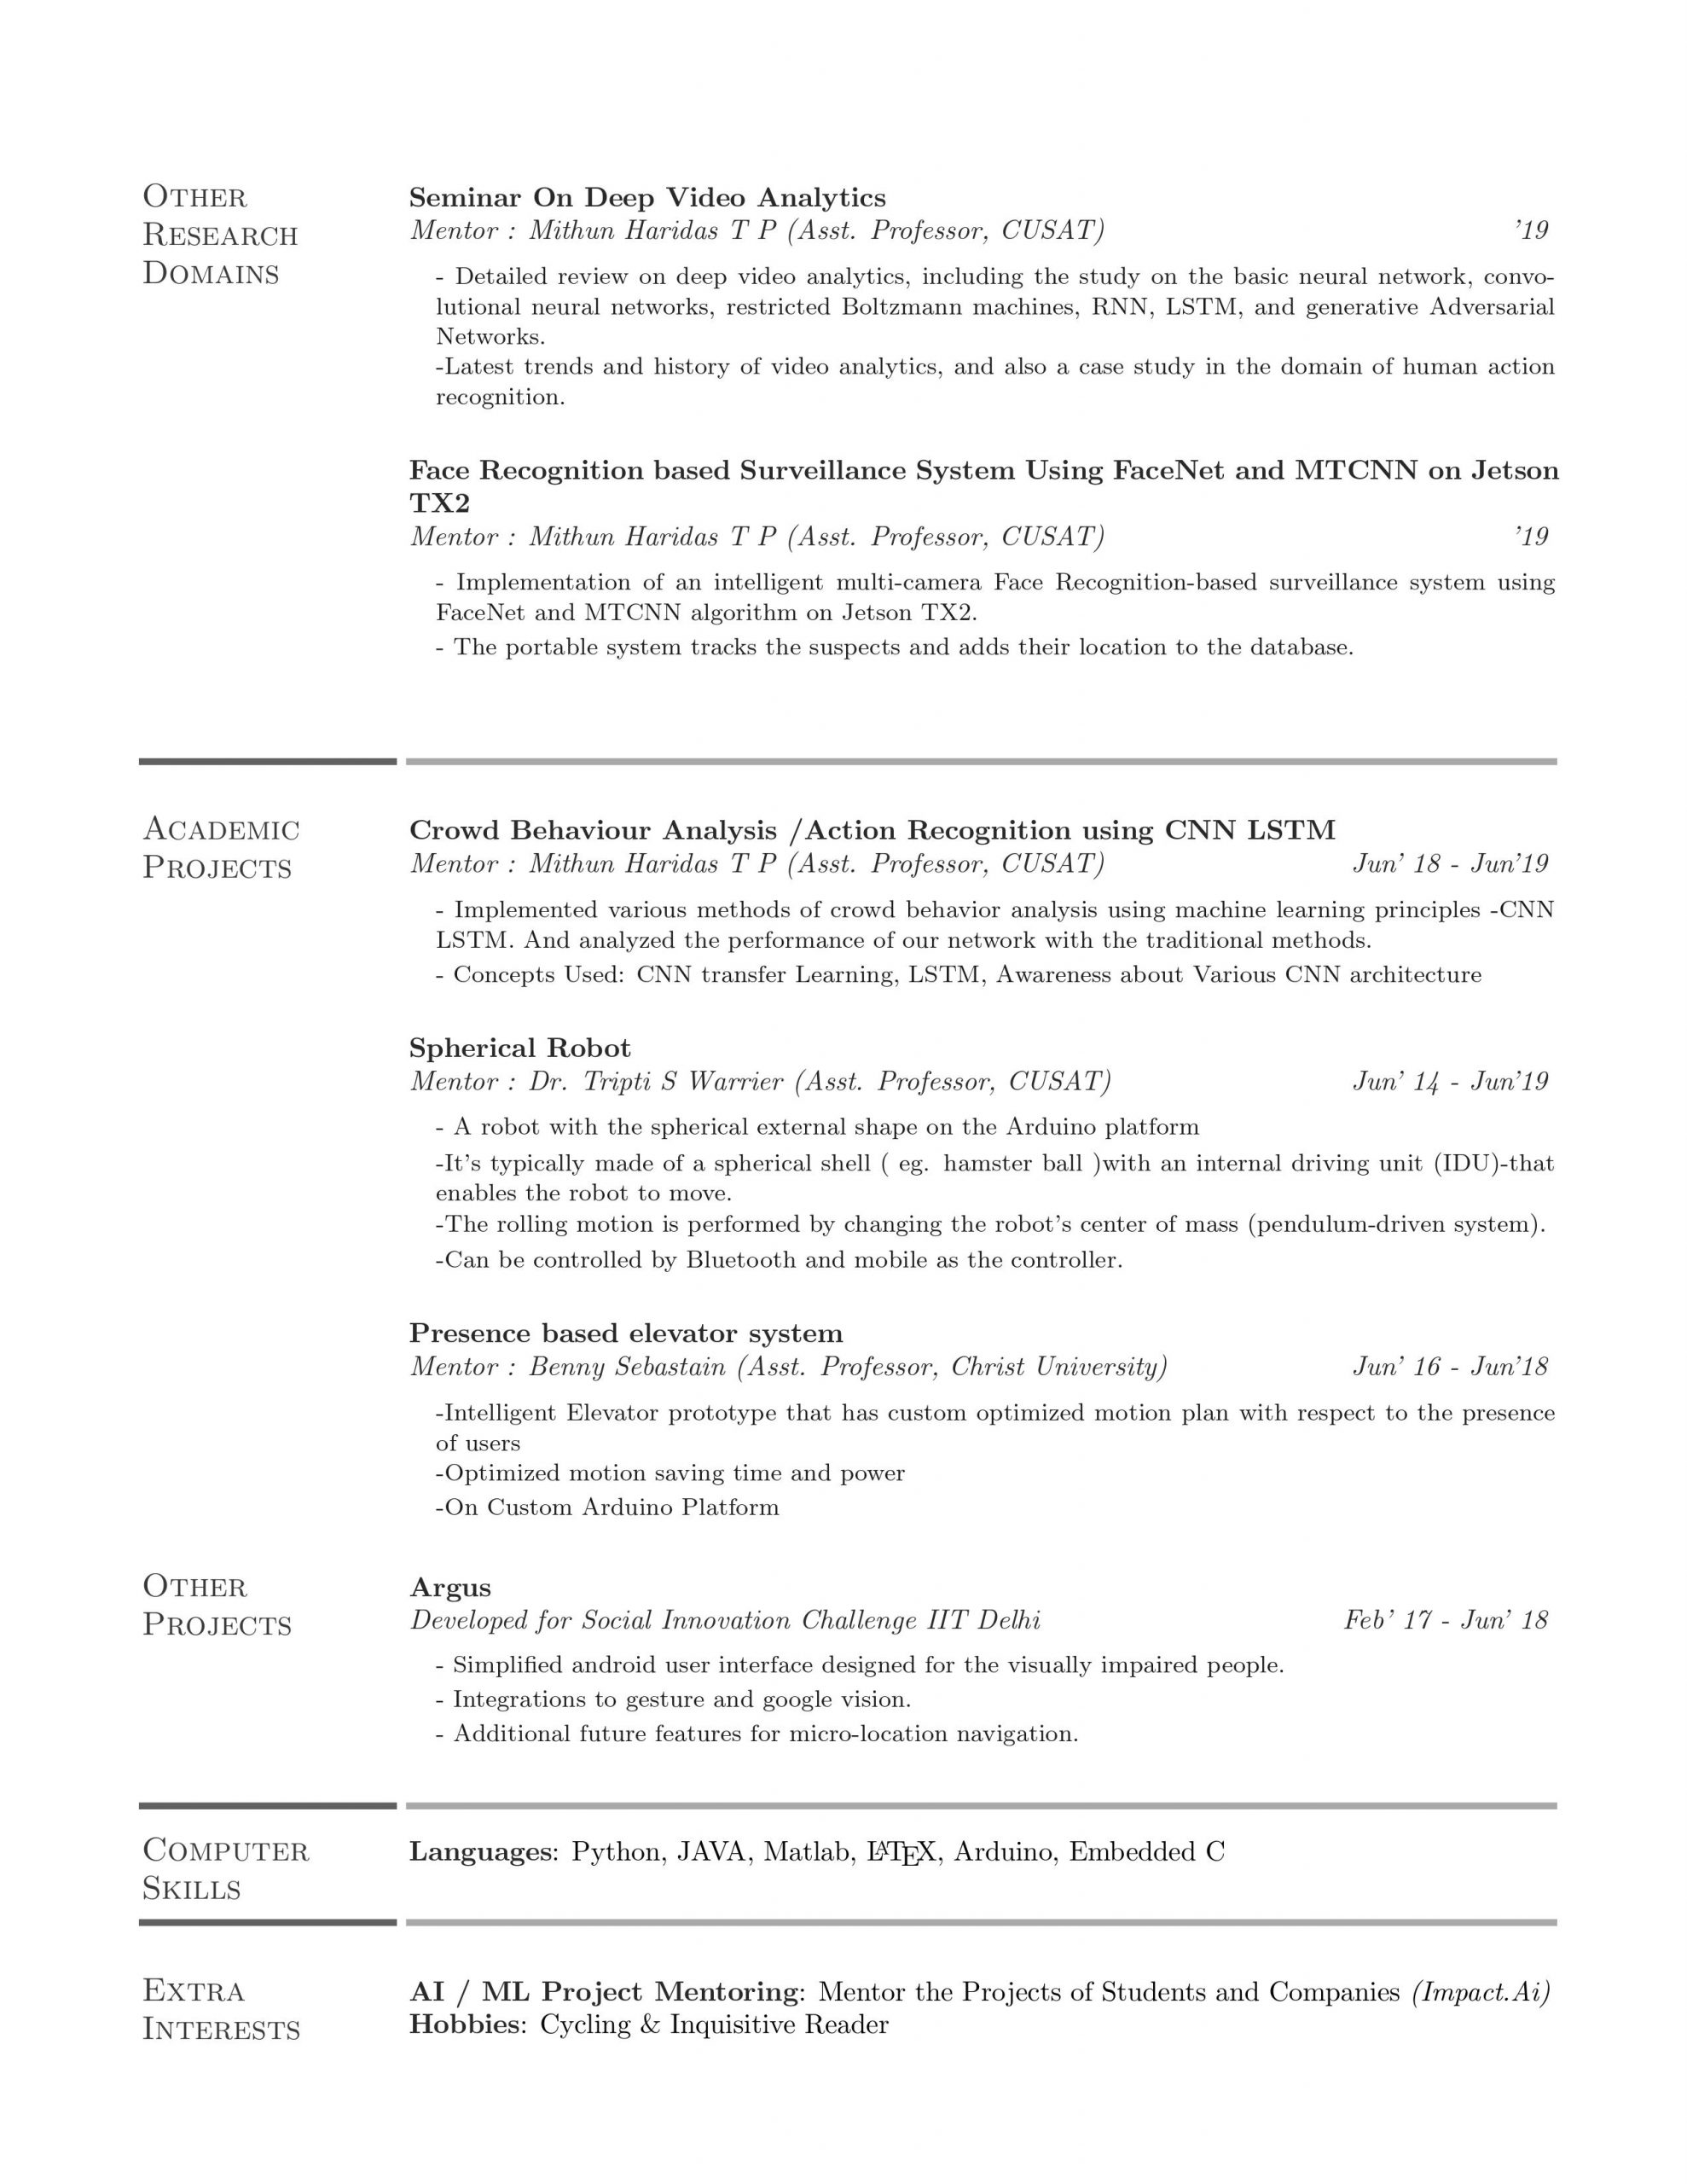 OTHER
RESEARCH
DOMAINS
Seminar On Deep Video Analytics
Mentor : Mithun Haridas T P (Asst. Professor, CUSAT) ’19
- Detailed review on deep video analytics, including the study on the basic neural network, convo-
lutional neural networks, restricted Boltzmann machines, RNN, LSTM, and generative Adversarial
Networks.
-Latest trends and history of video analytics, and also a case study in the domain of human action
recognition.
Face Recognition based Surveillance System Using FaceNet and MTCNN on Jetson
TX2
Mentor : Mithun Haridas T P (Asst. Professor, CUSAT) ’19
- Implementation of an intelligent multi-camera Face Recognition-based surveillance system using
FaceNet and MTCNN algorithm on Jetson TX2.
- The portable system tracks the suspects and adds their location to the database.
ACADEMIC
PROJECTS
Crowd Behaviour Analysis /Action Recognition using CNN LSTM
Mentor : Mithun Haridas T P (Asst. Professor, CUSAT) Jun’ 18 - Jun’19
- Implemented various methods of crowd behavior analysis using machine learning principles -CNN
LSTM. And analyzed the performance of our network with the traditional methods.
- Concepts Used: CNN transfer Learning, LSTM, Awareness about Various CNN architecture
Spherical Robot
Mentor : Dr. Tripti S Warrier (Asst. Professor, CUSAT) Jun’ 14 - Jun’19
- A robot with the spherical external shape on the Arduino platform
-It’s typically made of a spherical shell ( eg. hamster ball )with an internal driving unit (IDU)-that
enables the robot to move.
-The rolling motion is performed by changing the robot’s center of mass (pendulum-driven system).
-Can be controlled by Bluetooth and mobile as the controller.
Presence based elevator system
Mentor : Benny Sebastain (Asst. Professor, Christ University) Jun’ 16 - Jun’18
-Intelligent Elevator prototype that has custom optimized motion plan with respect to the presence
of users
-Optimized motion saving time and power
-On Custom Arduino Platform
OTHER
PROJECTS
Argus
Developed for Social Innovation Challenge IIT Delhi Feb’ 17 - Jun’ 18
- Simplified android user interface designed for the visually impaired people.
- Integrations to gesture and google vision.
- Additional future features for micro-location navigation.
COMPUTER
SKILLS
Languages: Python, JAVA, Matlab, LATEX, Arduino, Embedded C
EXTRA
INTERESTS
AI / ML Project Mentoring: Mentor the Projects of Students and Companies (Impact.Ai)
Hobbies: Cycling & Inquisitive Reader